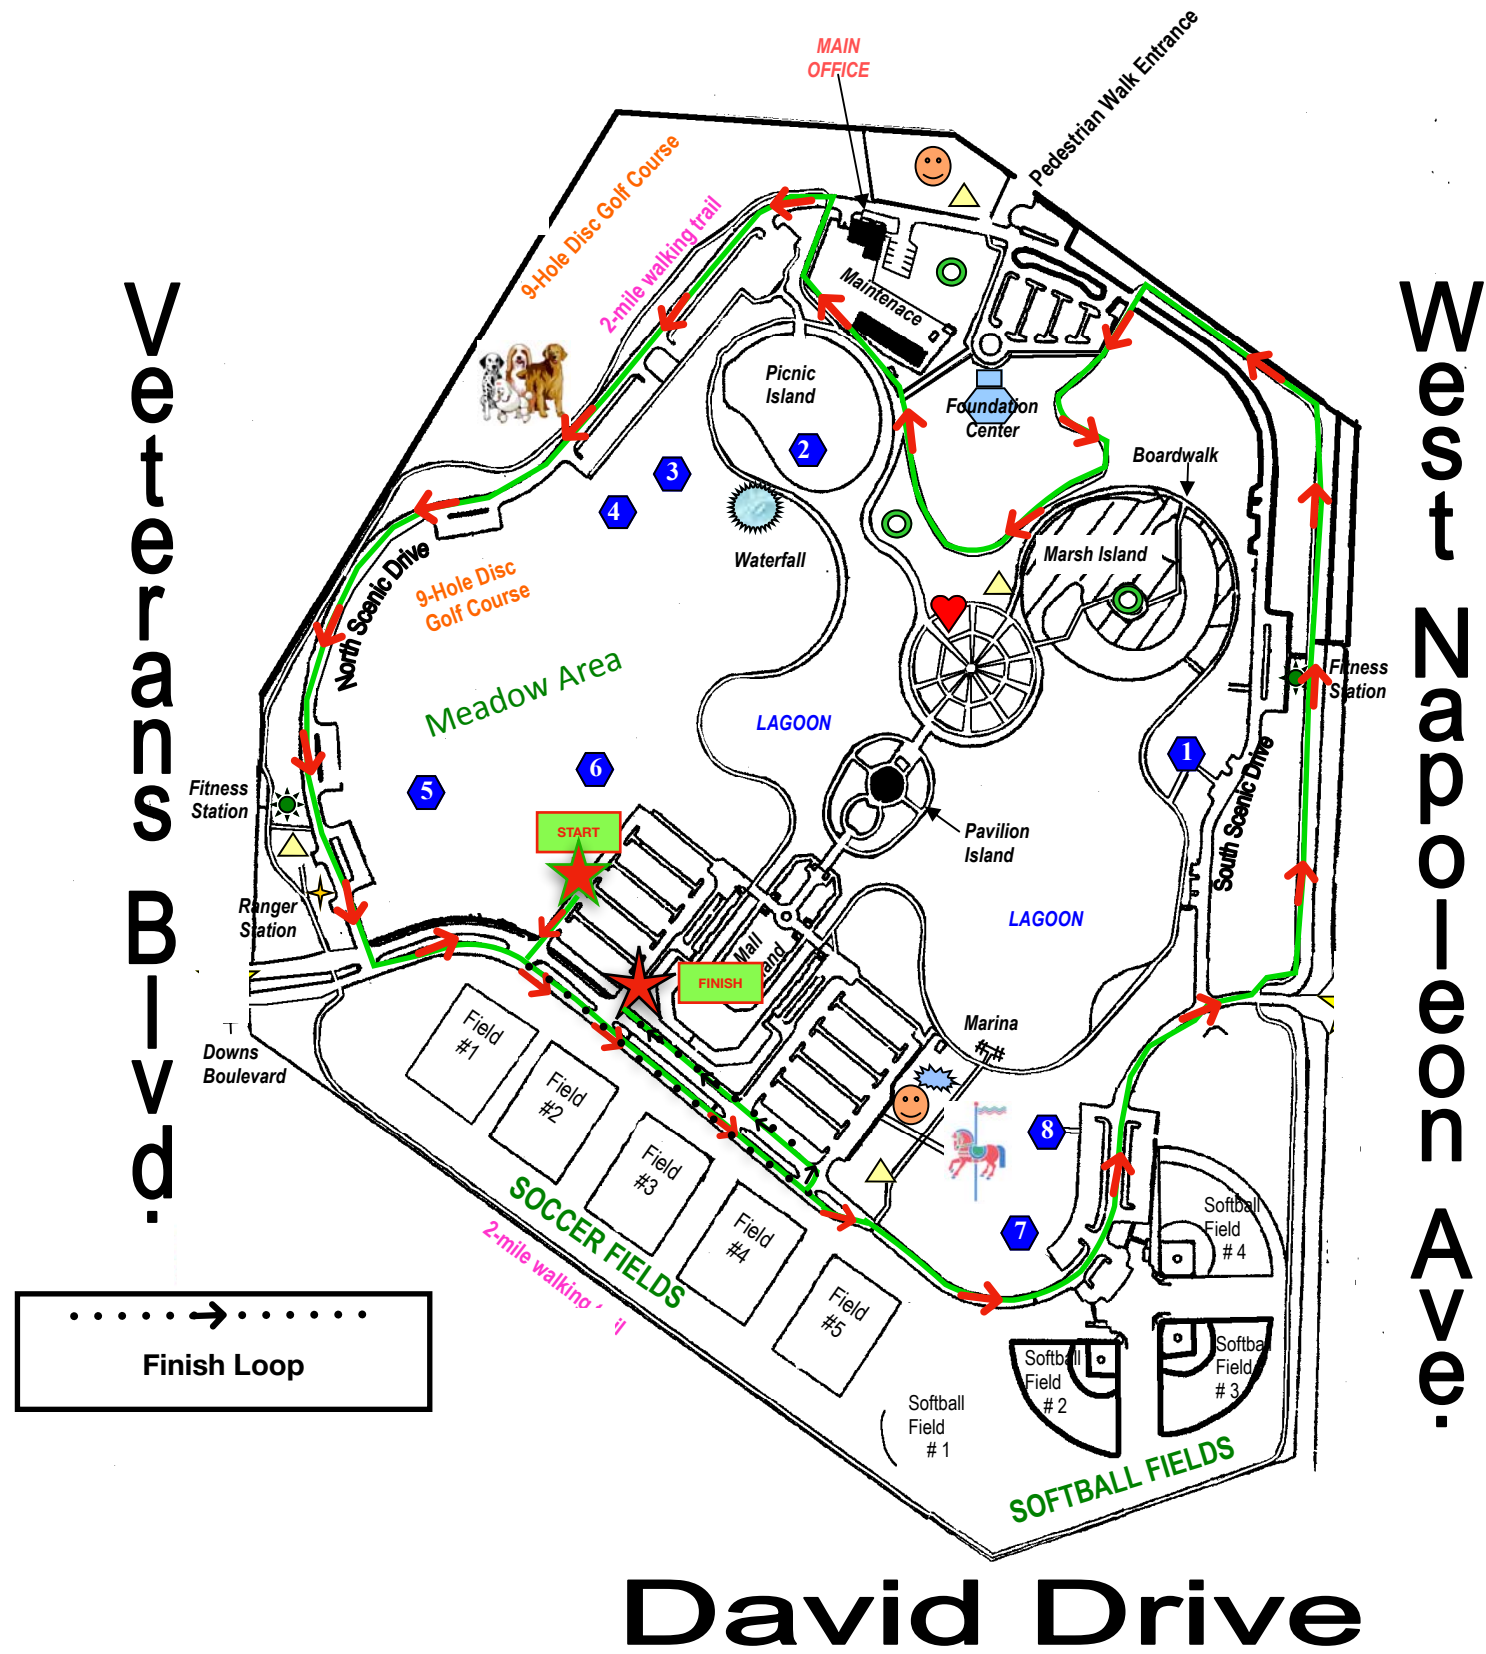 MAIN
OFFICE
Pedestrian Walk Entrance
9-Hole Disc Golf Course
2-mile walking trail
Veterans Blvd.
West Napoleon Ave.
Maintenace
Picnic
Island
Foundation
Center
Boardwalk
2
3
4
Waterfall
Marsh Island
North Scenic Drive
9-Hole Disc
Golf Course
Meadow Area
LAGOON
Fitness
Station
1
South Scenic Drive
Fitness
Station
5
6
START
Pavilion
Island
Ranger
Station
LAGOON
Mall
FINISH
Downs
Boulevard
Marina
Field
#1
Field
#2
Field
#3
Field
#4
Field
#5
8
7
SOCCER FIELDS
2-mile walking
Softball
Field
# 4
Softball
Field
# 3
Softball
Field
# 2
Softball
Field
# 1
SOFTBALL FIELDS
Finish Loop
David Drive